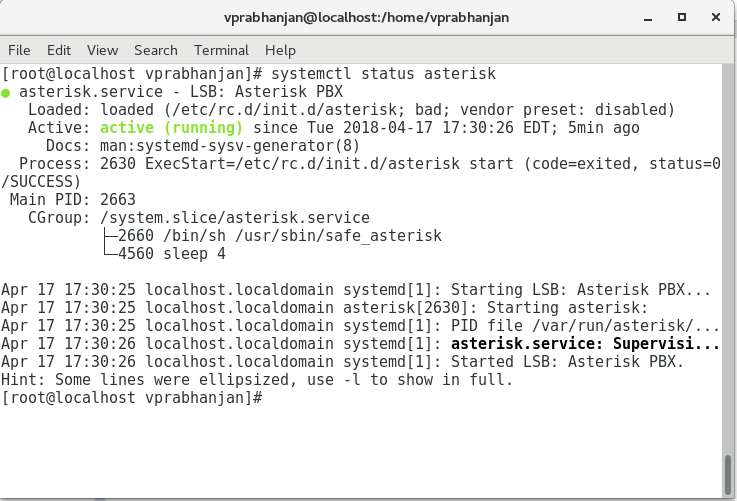 vprabhanjan@localhost:/home/vprabhanjan
File Edit View Search Terminal Help
[root@localhost vprabhanjan]# systemctl status asterisk
● asterisk.service - LSB: Asterisk PBX
   Loaded: loaded (/etc/rc.d/init.d/asterisk; bad; vendor preset: disabled)
   Active: active (running) since Tue 2018-04-17 17:30:26 EDT; 5min ago
     Docs: man:systemd-sysv-generator(8)
  Process: 2630 ExecStart=/etc/rc.d/init.d/asterisk start (code=exited, status=0
/SUCCESS)
 Main PID: 2663
   CGroup: /system.slice/asterisk.service
           ├─2660 /bin/sh /usr/sbin/safe_asterisk
           └─4560 sleep 4
Apr 17 17:30:25 localhost.localdomain systemd[1]: Starting LSB: Asterisk PBX...
Apr 17 17:30:25 localhost.localdomain asterisk[2630]: Starting asterisk:
Apr 17 17:30:25 localhost.localdomain systemd[1]: PID file /var/run/asterisk/...
Apr 17 17:30:26 localhost.localdomain systemd[1]: asterisk.service: Supervisi...
Apr 17 17:30:26 localhost.localdomain systemd[1]: Started LSB: Asterisk PBX.
Hint: Some lines were ellipsized, use -l to show in full.
[root@localhost vprabhanjan]#